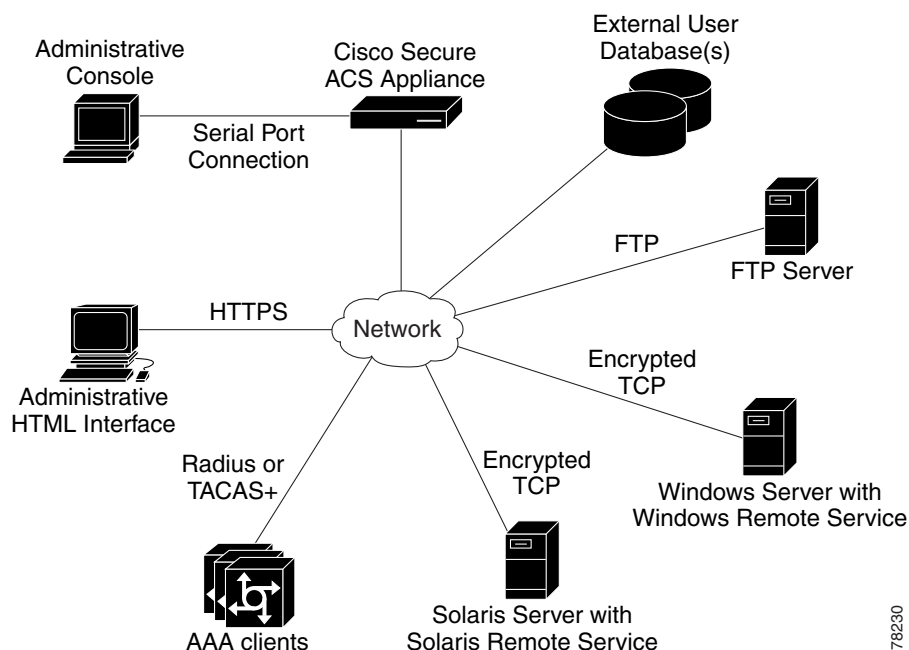 External User
Database(s)
Administrative
Console
Cisco Secure
ACS Appliance
Serial Port
Connection
FTP
FTP Server
HTTPS
Network
Administrative
HTML Interface
Encrypted
TCP
Radius or
TACAS+
Encrypted
TCP
Windows Server with
Windows Remote Service
AAA clients
Solaris Server with
Solaris Remote Service
78230